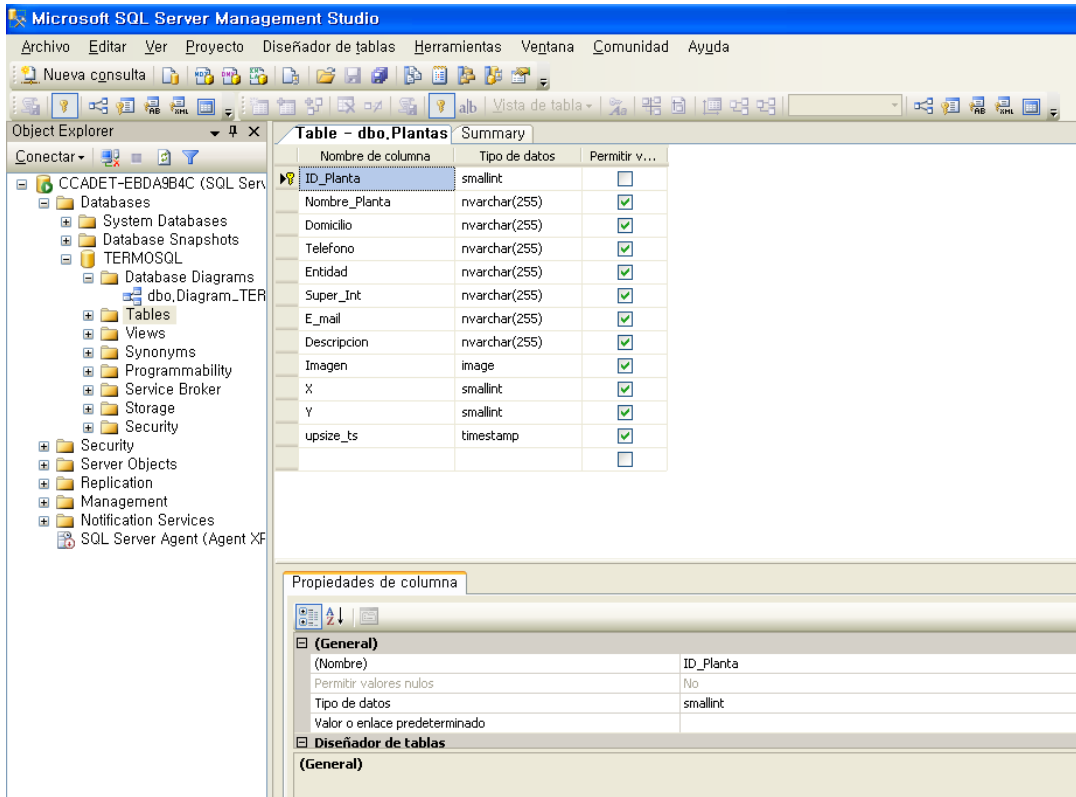 Microsoft SQL Server Management Studio
Archivo Editar Ver Proyecto Diseñador de tablas Herramientas Ventana Comunidad Ayuda
Nueva consulta
Vista de tabla
Object Explorer
Conectar
CCADET-EBDA9B4C (SQL Serv
Databases
System Databases
Database Snapshots
TERMOSQL
Database Diagrams
dbo.Diagram_TER
Tables
Views
Synonyms
Programmability
Service Broker
Storage
Security
Security
Server Objects
Replication
Management
Notification Services
SQL Server Agent (Agent XP
Table - dbo.Plantas Summary
Nombre de columna Tipo de datos Permitir v...
ID_Planta smallint
Nombre_Planta nvarchar(255)
Domicilio nvarchar(255)
Telefono nvarchar(255)
Entidad nvarchar(255)
Super_Int nvarchar(255)
E_mail nvarchar(255)
Descripcion nvarchar(255)
Imagen image
X smallint
Y smallint
upsize_ts timestamp
Propiedades de columna
(General)
(Nombre) ID_Planta
Permitir valores nulos No
Tipo de datos smallint
Valor o enlace predeterminado
Diseñador de tablas
(General)